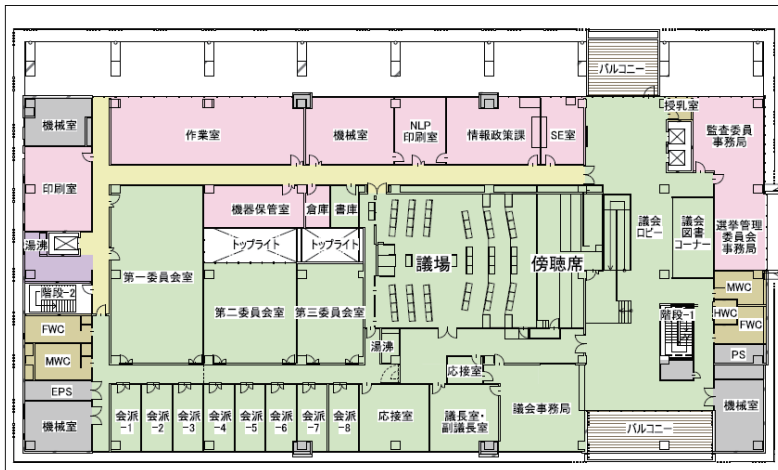 バルコニー
機械室
作業室
機械室
NLP
印刷室
情報政策課
SE室
授乳室
監査委員
事務局
印刷室
機器保管室
倉庫
書庫
議会
ロビー
議会
図書
コーナー
選挙管理
委員会
事務局
湯沸
トップライト
トップライト
議場
傍聴席
第一委員会室
階段-2
第二委員会室
第三委員会室
MWC
HWC
FWC
階段-1
FWC
MWC
湯沸
PS
応接室
EPS
機械室
会派
-1
会派
-2
会派
-3
会派
-4
会派
-5
会派
-6
会派
-7
会派
-8
応接室
議長室・
副議長室
議会事務局
バルコニー
機械室